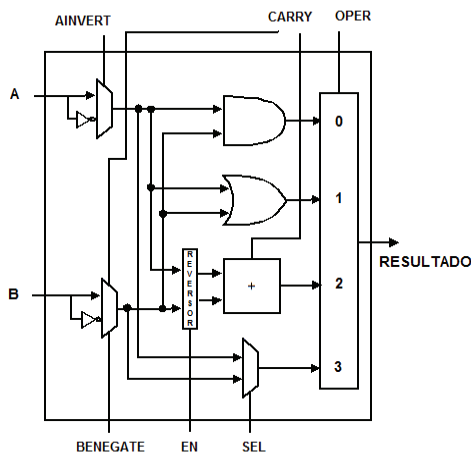 AINVERT
CARRY
OPER
A
0
1
RESULTADO
REVERSOR
+
2
B
3
BENEGATE
EN
SEL